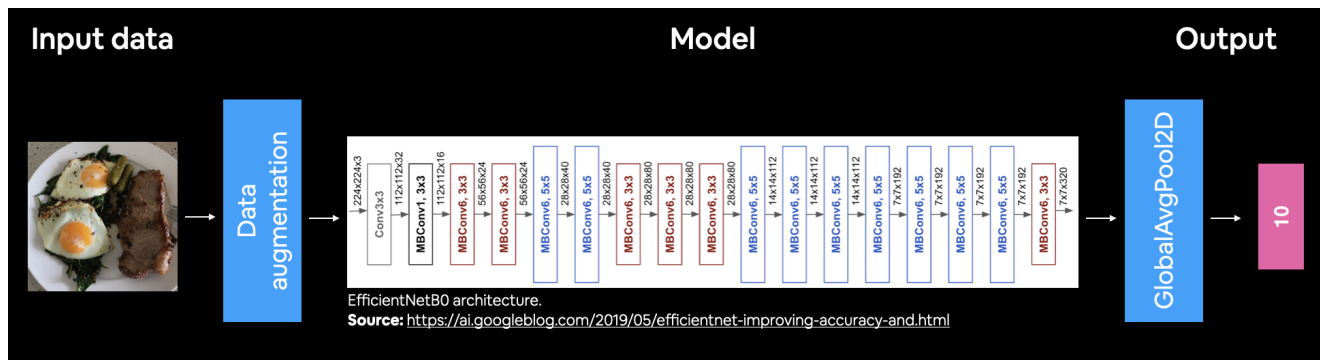 Input data
Model
Output
Data
augmentation
224x224x3
Conv3x3
112x112x32
MBConv1, 3x3
112x112x16
MBConv6, 3x3
56x56x24
MBConv6, 3x3
56x56x24
MBConv6, 5x5
28x28x40
MBConv6, 5x5
28x28x40
MBConv6, 3x3
28x28x80
MBConv6, 3x3
28x28x80
MBConv6, 3x3
28x28x80
MBConv6, 5x5
14x14x112
MBConv6, 5x5
14x14x112
MBConv6, 5x5
14x14x112
MBConv6, 5x5
7x7x192
MBConv6, 5x5
7x7x192
MBConv6, 5x5
7x7x192
MBConv6, 5x5
7x7x192
MBConv6, 3x3
7x7x320
GlobalAvgPool2D
10
EfficientNetB0 architecture.
Source: https://ai.googleblog.com/2019/05/efficientnet-improving-accuracy-and.html